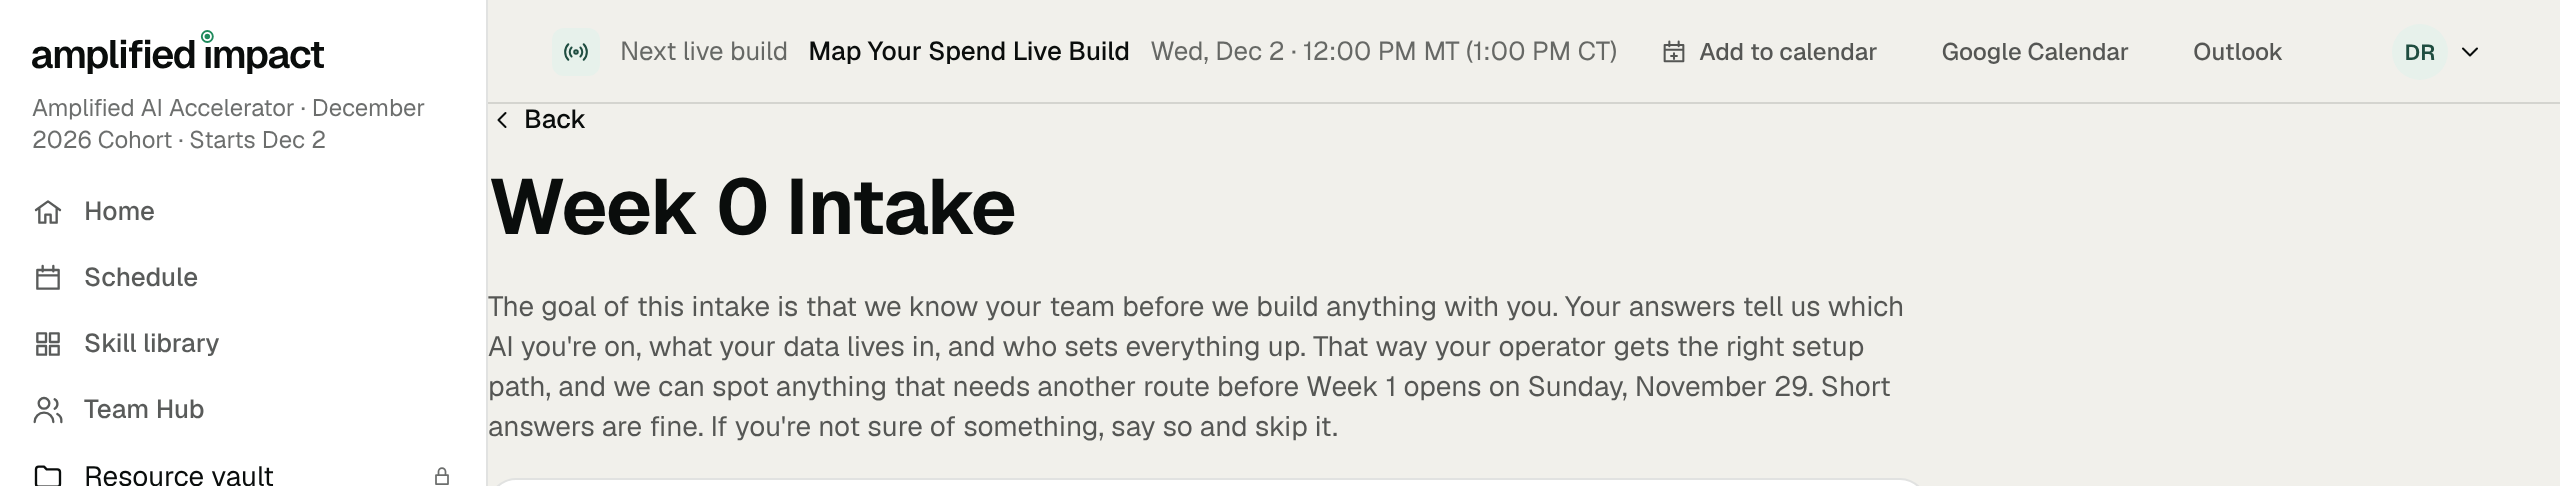 amplified impact
Amplified AI Accelerator · December
2026 Cohort · Starts Dec 2
Home
Schedule
Skill library
Team Hub
Resource vault
Next live build Map Your Spend Live Build Wed, Dec 2 · 12:00 PM MT (1:00 PM CT) Add to calendar Google Calendar Outlook DR
Back
Week 0 Intake
The goal of this intake is that we know your team before we build anything with you. Your answers tell us which
AI you're on, what your data lives in, and who sets everything up. That way your operator gets the right setup
path, and we can spot anything that needs another route before Week 1 opens on Sunday, November 29. Short
answers are fine. If you're not sure of something, say so and skip it.